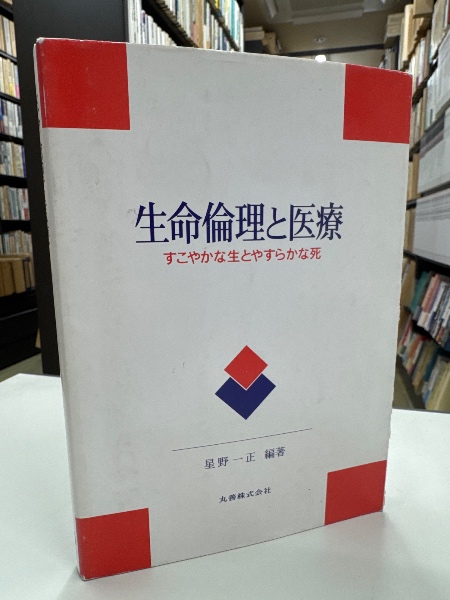 生命倫理と医療
すこやかな生とやすらかな死
星野一正 編著
丸善株式会社